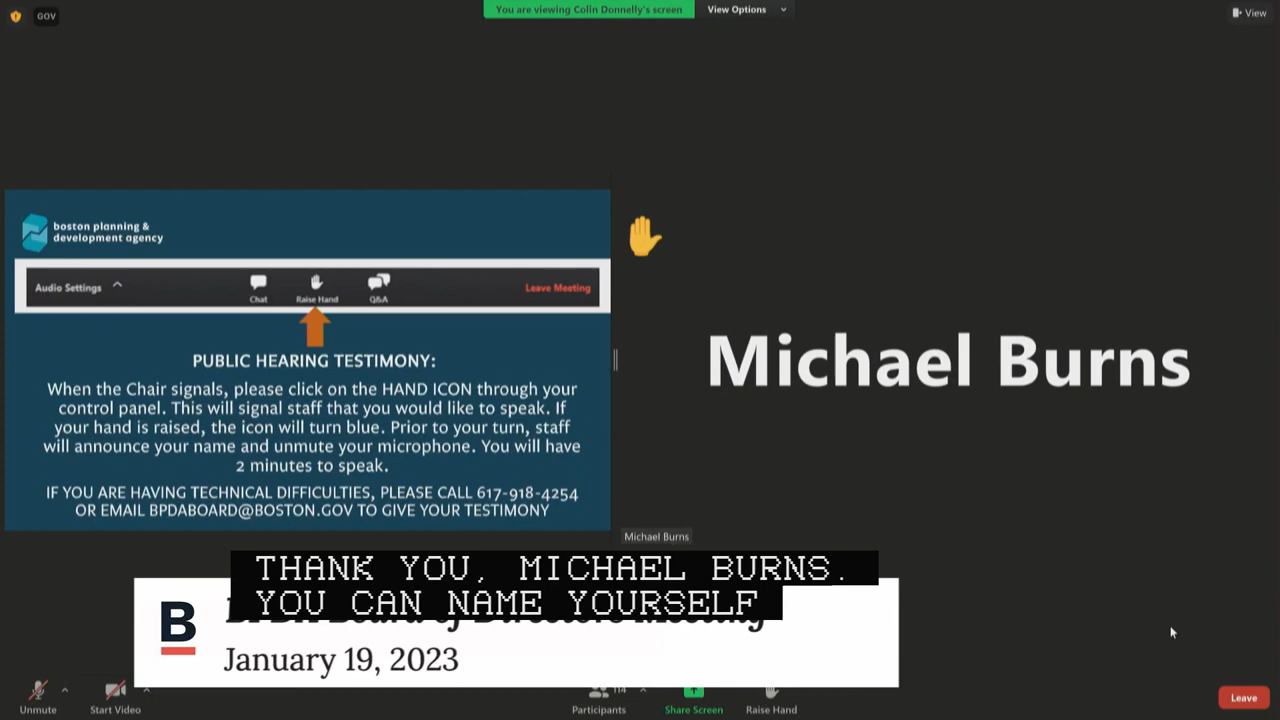 GOV
You are viewing Colin Donnelly's screen
View Options
View
boston planning &
development agency
Audio Settings
Chat
Raise Hand
Q&A
Leave Meeting
PUBLIC HEARING TESTIMONY:
When the Chair signals, please click on the HAND ICON through your
control panel. This will signal staff that you would like to speak. If
your hand is raised, the icon will turn blue. Prior to your turn, staff
will announce your name and unmute your microphone. You will have
2 minutes to speak.
IF YOU ARE HAVING TECHNICAL DIFFICULTIES, PLEASE CALL 617-918-4254
OR EMAIL BPDABOARD@BOSTON.GOV TO GIVE YOUR TESTIMONY
Michael Burns
Michael Burns
THANK YOU, MICHAEL BURNS.
YOU CAN NAME YOURSELF
B
January 19, 2023
Unmute
Start Video
Participants
114
Share Screen
Raise Hand
Leave